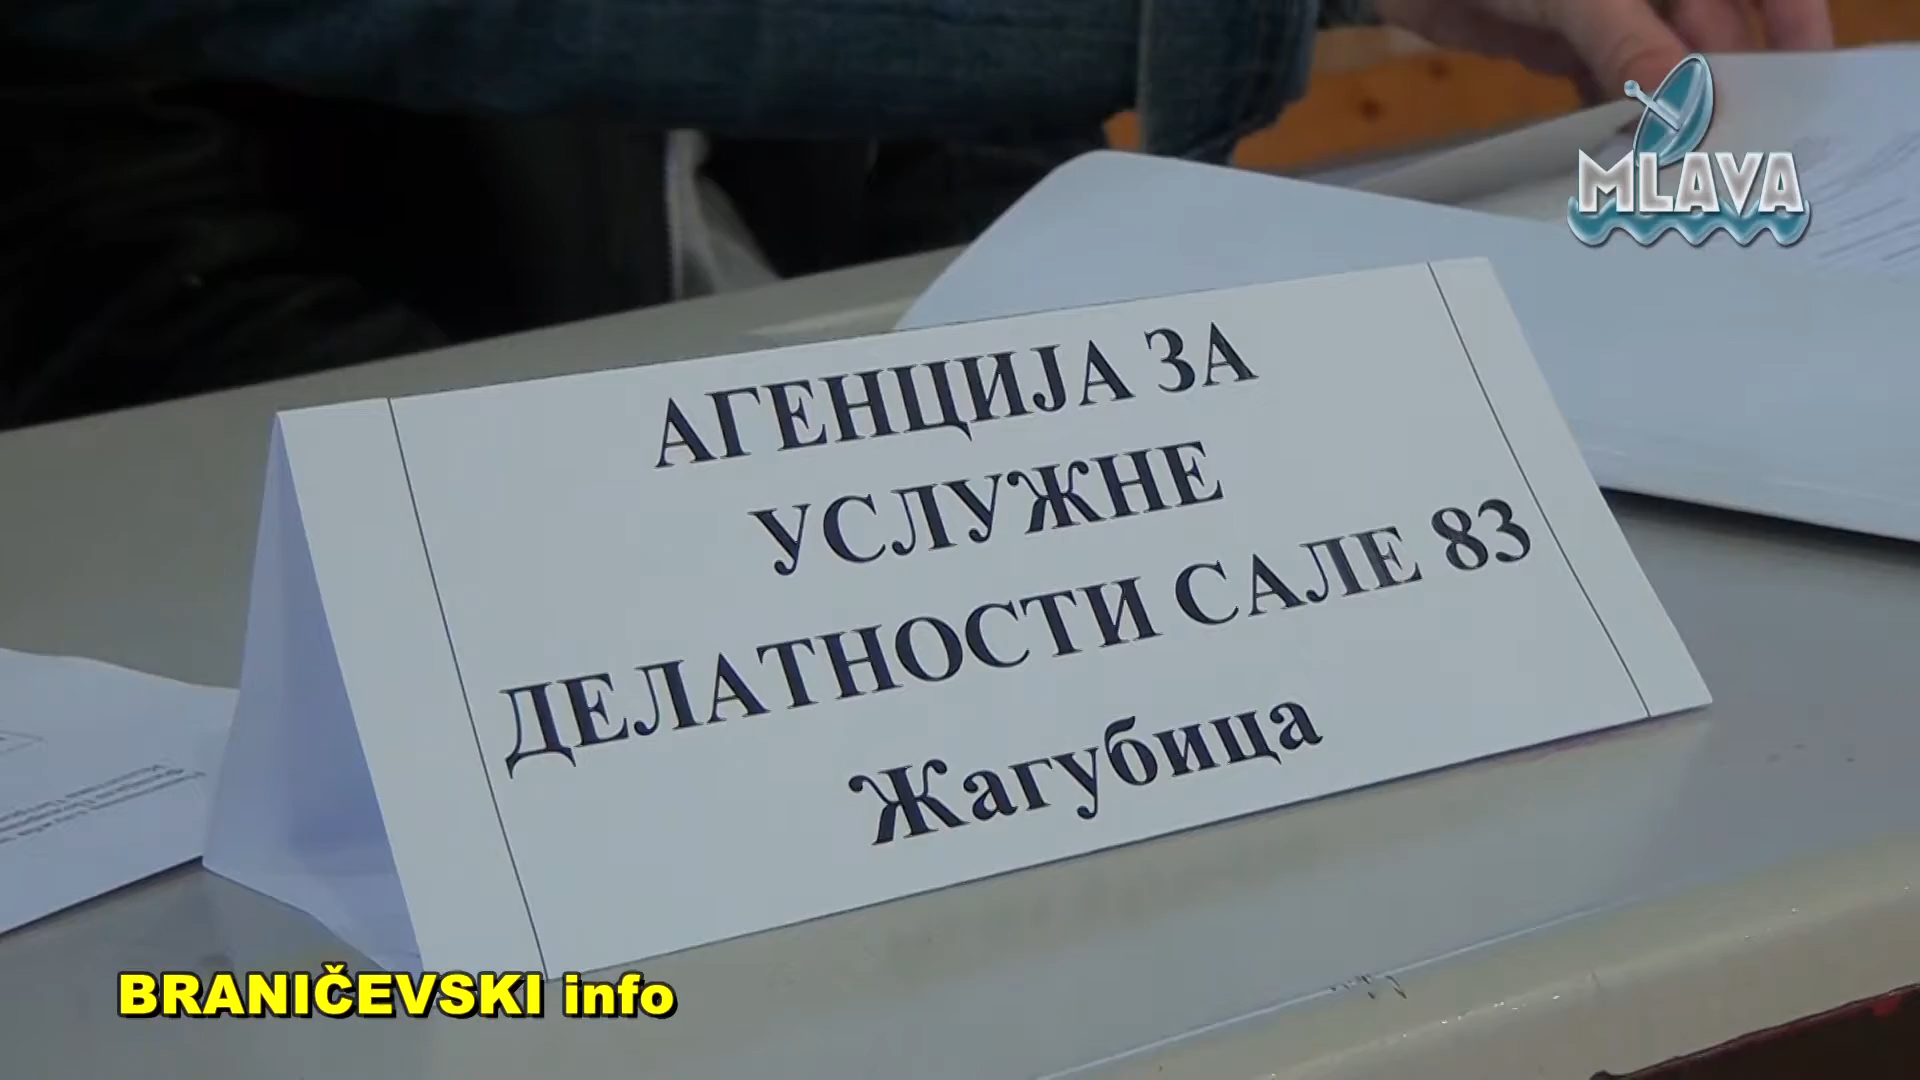 MLAVA
АГЕНЦИЈА ЗА
УСЛУЖНЕ
ДЕЛАТНОСТИ САЛЕ 83
Жагубица
BRANIČEVSKI info